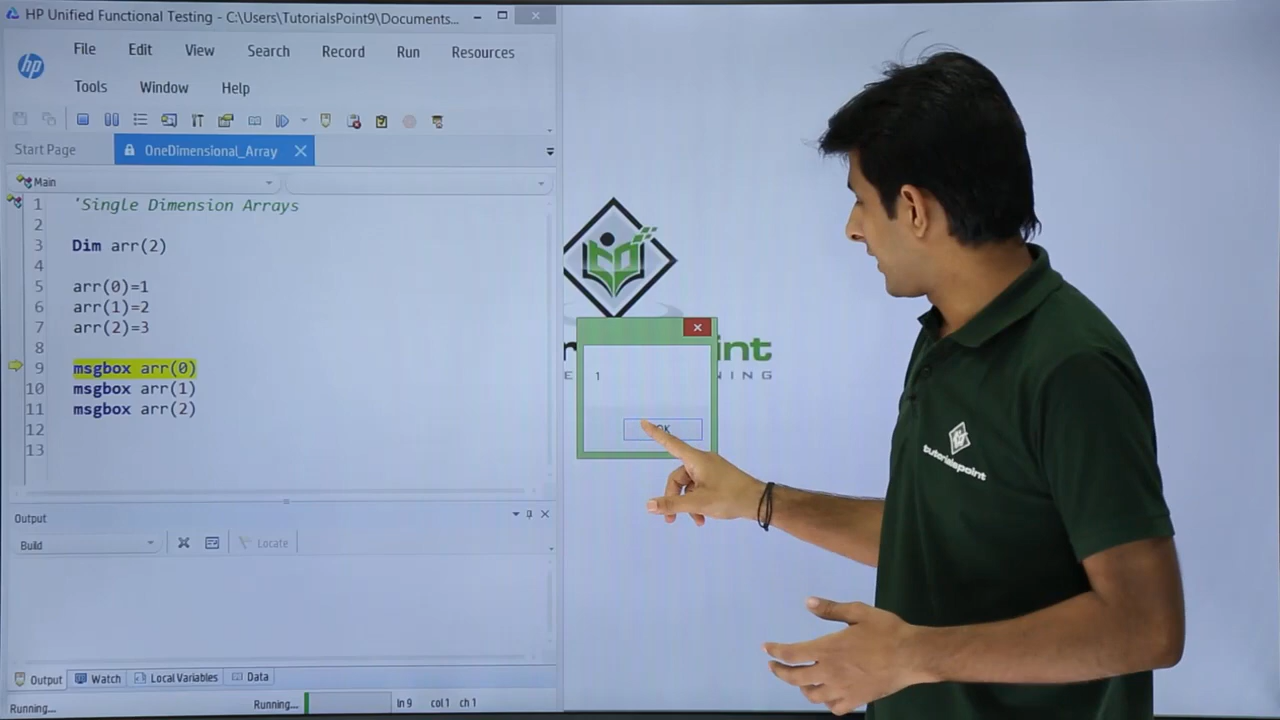 HP Unified Functional Testing - C:\Users\TutorialsPoint9\Documents...
hp
File Edit View Search Record Run Resources
Tools Window Help
Start Page OneDimensional_Array
Main
1 'Single Dimension Arrays
2
3 Dim arr(2)
4
5 arr(0)=1
6 arr(1)=2
7 arr(2)=3
8
9 msgbox arr(0)
10 msgbox arr(1)
11 msgbox arr(2)
12
13
Output
Build Locate
Output Watch Local Variables Data
Running... Running... ln 9 col 1 ch 1
1
OK
tutorialspoint